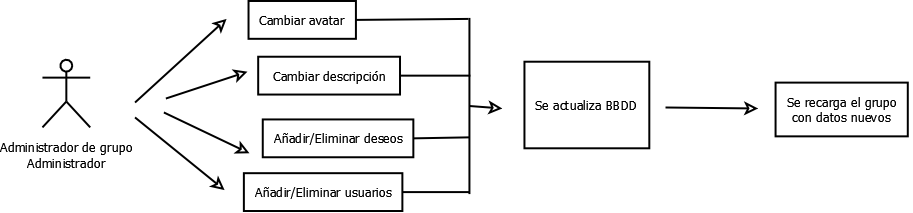 Cambiar avatar
Cambiar descripción
Añadir/Eliminar deseos
Añadir/Eliminar usuarios
Administrador de grupo
Administrador
Se actualiza BBDD
Se recarga el grupo
con datos nuevos